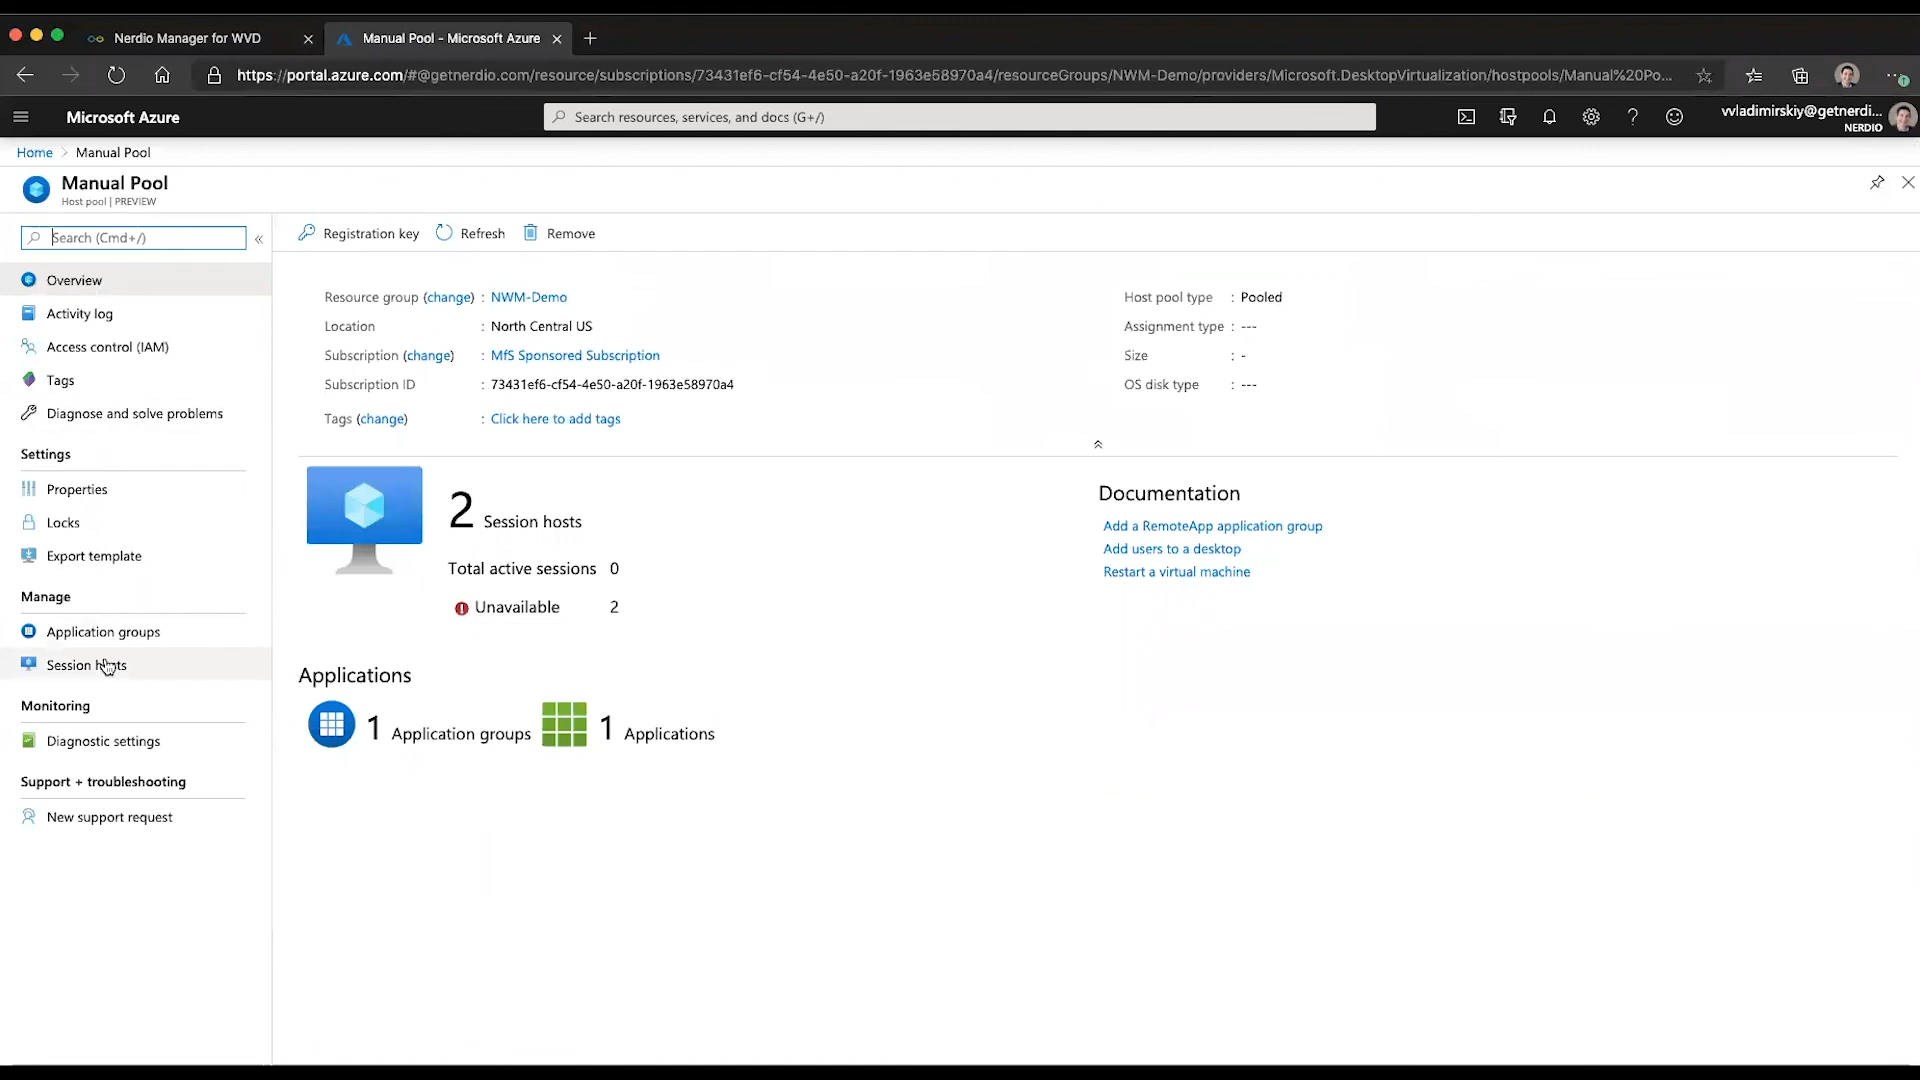 Nerdio Manager for WVD
Manual Pool - Microsoft Azure
https://portal.azure.com/#@getnerdio.com/resource/subscriptions/73431ef6-cf54-4e50-a20f-1963e58970a4/resourceGroups/NWM-Demo/providers/Microsoft.DesktopVirtualization/hostpools/Manual%20Po...
Microsoft Azure
Search resources, services, and docs (G+/)
vvladimirskiy@getnerdi...
NERDIO
Home > Manual Pool
Manual Pool
Host pool | PREVIEW
Search (Cmd+/)
«
Overview
Activity log
Access control (IAM)
Tags
Diagnose and solve problems
Settings
Properties
Locks
Export template
Manage
Application groups
Session hosts
Monitoring
Diagnostic settings
Support + troubleshooting
New support request
Registration key
Refresh
Remove
Resource group (change) : NWM-Demo
Location : North Central US
Subscription (change) : MfS Sponsored Subscription
Subscription ID : 73431ef6-cf54-4e50-a20f-1963e58970a4
Tags (change) : Click here to add tags
Host pool type : Pooled
Assignment type : ---
Size : -
OS disk type : ---
2 Session hosts
Total active sessions 0
Unavailable 2
Documentation
Add a RemoteApp application group
Add users to a desktop
Restart a virtual machine
Applications
1 Application groups
1 Applications